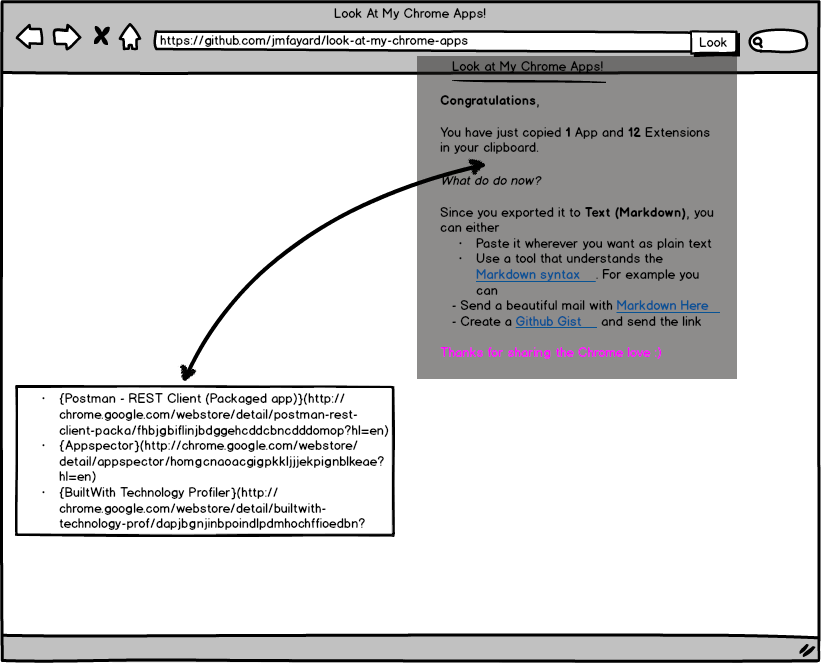 Look At My Chrome Apps!
https://github.com/jmfayard/look-at-my-chrome-apps
Look
Look at My Chrome Apps!
Congratulations,
You have just copied 1 App and 12 Extensions
in your clipboard.
What do do now?
Since you exported it to Text (Markdown), you
can either
· Paste it wherever you want as plain text
· Use a tool that understands the
Markdown syntax . For example you
can
- Send a beautiful mail with Markdown Here
- Create a Github Gist and send the link
Thanks for sharing the Chrome love :)
· {Postman - REST Client (Packaged app)}(http://
chrome.google.com/webstore/detail/postman-rest-
client-packa/fhbjgbiflinjbdggehcddcbncdddomop?hl=en)
· {Appspector}(http://chrome.google.com/webstore/
detail/appspector/homgcnaoacgigpkkljjjekpignblkeae?
hl=en)
· {BuiltWith Technology Profiler}(http://
chrome.google.com/webstore/detail/builtwith-
technology-prof/dapjbgnjinbpoindlpdmhochffioedbn?